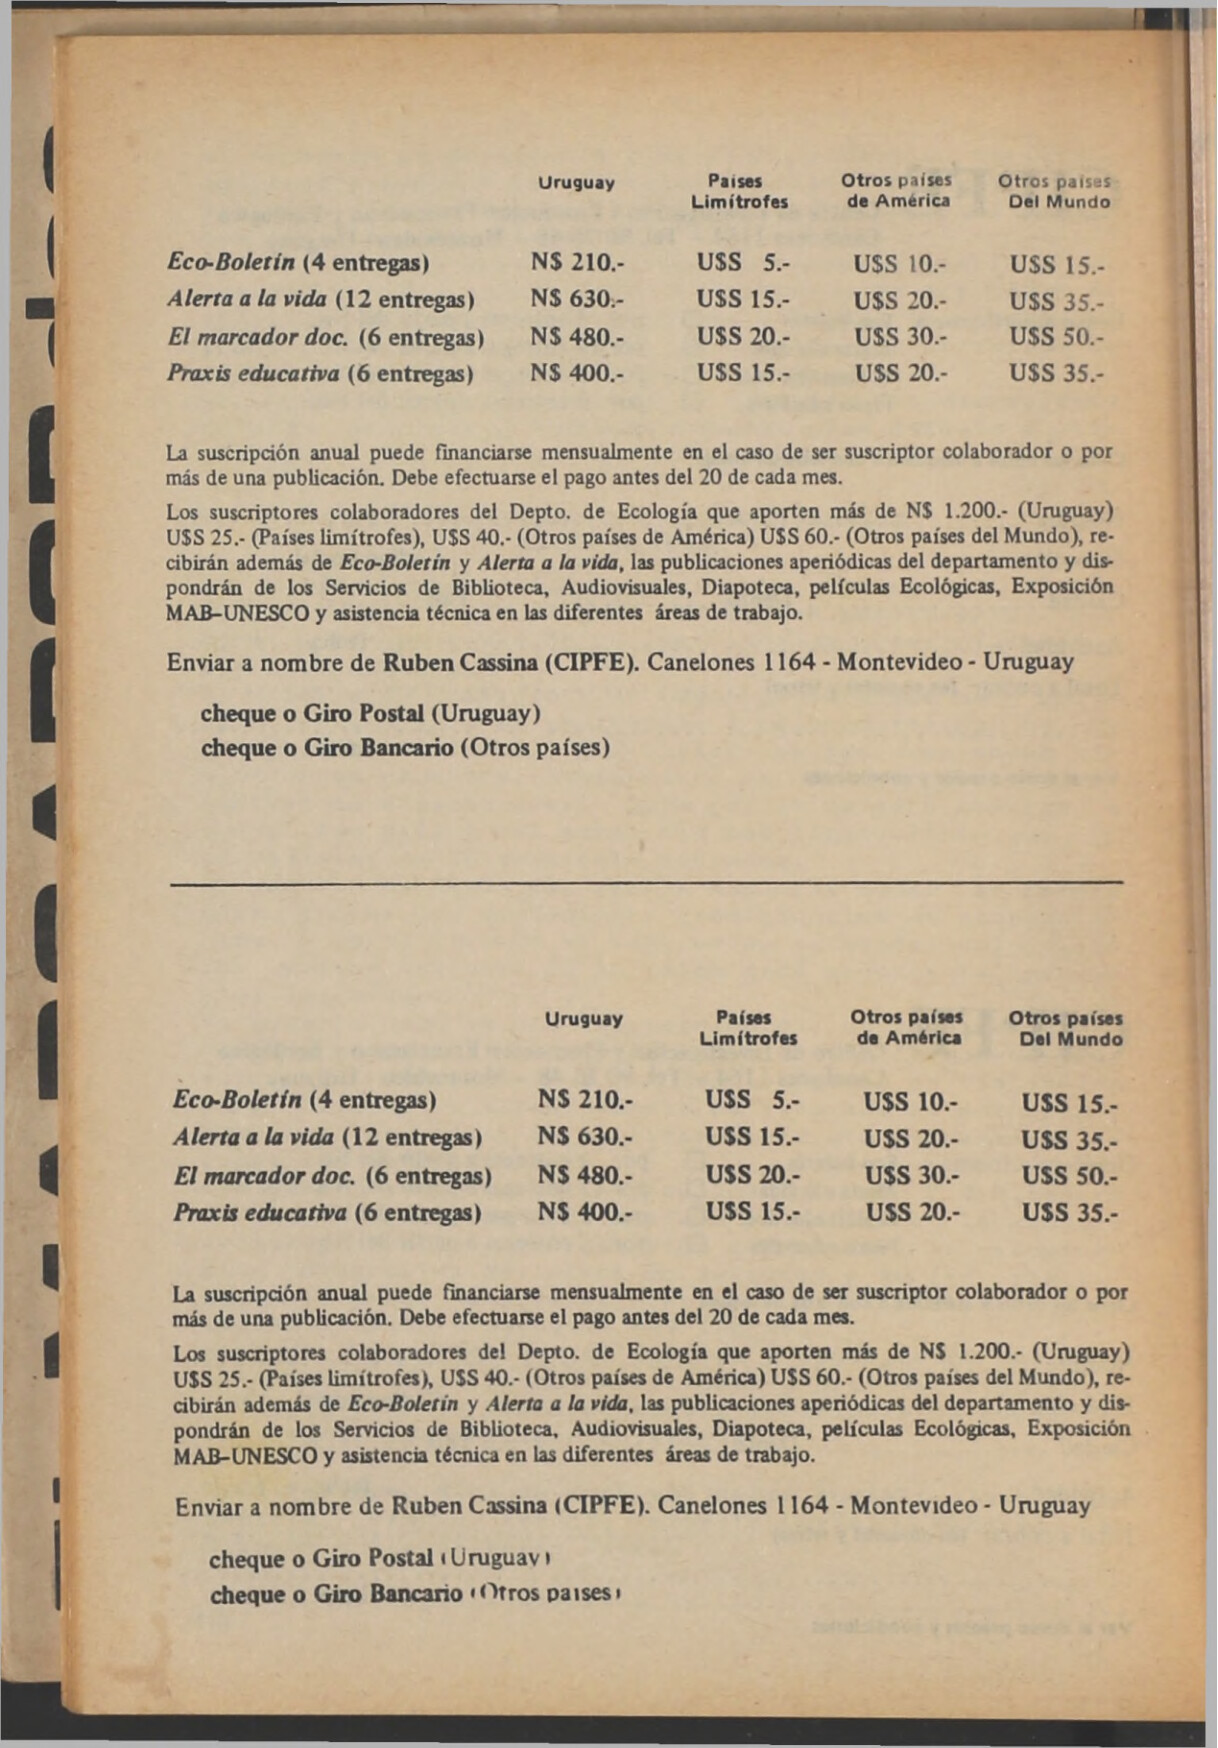 Uruguay Países Limítrofes Otros países de América Otros países Del Mundo
Eco-Boletín (4 entregas) N$ 210.- U$S 5.- U$S 10.- U$S 15.-
Alerta a la vida (12 entregas) N$ 630.- U$S 15.- U$S 20.- U$S 35.-
El marcador doc. (6 entregas) N$ 480.- U$S 20.- U$S 30.- U$S 50.-
Praxis educativa (6 entregas) N$ 400.- U$S 15.- U$S 20.- U$S 35.-
La suscripción anual puede financiarse mensualmente en el caso de ser suscriptor colaborador o por
más de una publicación. Debe efectuarse el pago antes del 20 de cada mes.
Los suscriptores colaboradores del Depto. de Ecología que aporten más de N$ 1.200.- (Uruguay)
U$S 25.- (Países limítrofes), U$S 40.- (Otros países de América) U$S 60.- (Otros países del Mundo), re-
cibirán además de Eco-Boletín y Alerta a la vida, las publicaciones aperiódicas del departamento y dis-
pondrán de los Servicios de Biblioteca, Audiovisuales, Diapoteca, películas Ecológicas, Exposición
MAB-UNESCO y asistencia técnica en las diferentes áreas de trabajo.
Enviar a nombre de Ruben Cassina (CIPFE). Canelones 1164 - Montevideo - Uruguay
cheque o Giro Postal (Uruguay)
cheque o Giro Bancario (Otros países)
Uruguay Países Limítrofes Otros países de América Otros países Del Mundo
Eco-Boletín (4 entregas) N$ 210.- U$S 5.- U$S 10.- U$S 15.-
Alerta a la vida (12 entregas) N$ 630.- U$S 15.- U$S 20.- U$S 35.-
El marcador doc. (6 entregas) N$ 480.- U$S 20.- U$S 30.- U$S 50.-
Praxis educativa (6 entregas) N$ 400.- U$S 15.- U$S 20.- U$S 35.-
La suscripción anual puede financiarse mensualmente en el caso de ser suscriptor colaborador o por
más de una publicación. Debe efectuarse el pago antes del 20 de cada mes.
Los suscriptores colaboradores del Depto. de Ecología que aporten más de N$ 1.200.- (Uruguay)
U$S 25.- (Países limítrofes), U$S 40.- (Otros países de América) U$S 60.- (Otros países del Mundo), re-
cibirán además de Eco-Boletín y Alerta a la vida, las publicaciones aperiódicas del departamento y dis-
pondrán de los Servicios de Biblioteca, Audiovisuales, Diapoteca, películas Ecológicas, Exposición
MAB-UNESCO y asistencia técnica en las diferentes áreas de trabajo.
Enviar a nombre de Ruben Cassina (CIPFE). Canelones 1164 - Montevideo - Uruguay
cheque o Giro Postal (Uruguay)
cheque o Giro Bancario (Otros países)